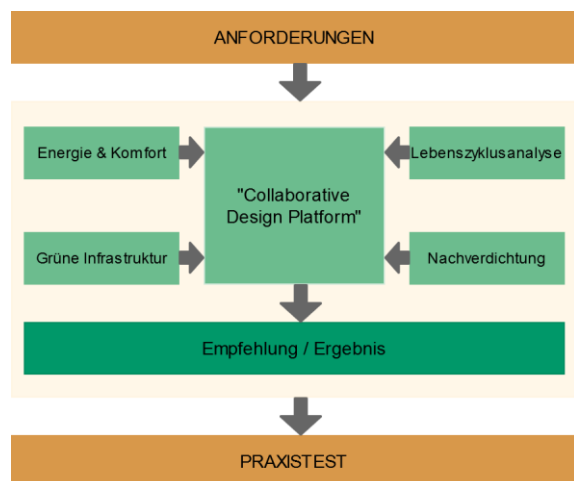 ANFORDERUNGEN
Energie & Komfort
"Collaborative
Design Platform"
Lebenszyklusanalyse
Grüne Infrastruktur
Nachverdichtung
Empfehlung / Ergebnis
PRAXISTEST